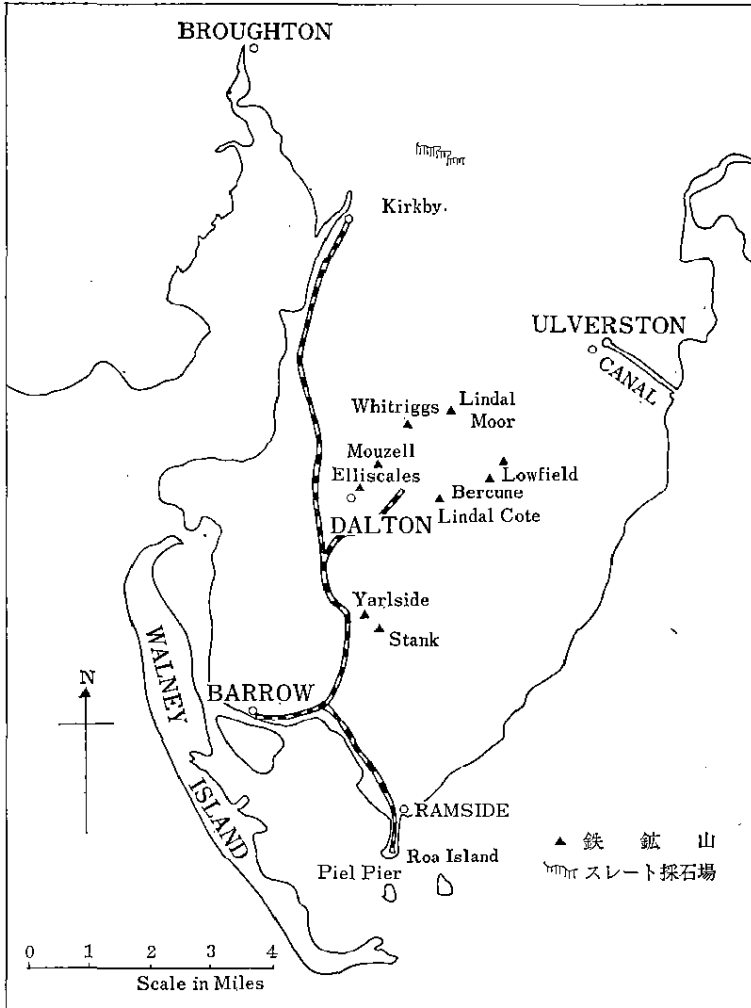 BROUGHTON
Kirkby
ULVERSTON
CANAL
Whitriggs
Lindal
Moor
Mouzell
Elliscales
Lowfield
Bercune
DALTON
Lindal Cote
Yarlside
Stank
WALNEY
ISLAND
N
BARROW
RAMSIDE
Roa Island
Piel Pier
▲ 鉄鉱山
スレート採石場
0 1 2 3 4
Scale in Miles